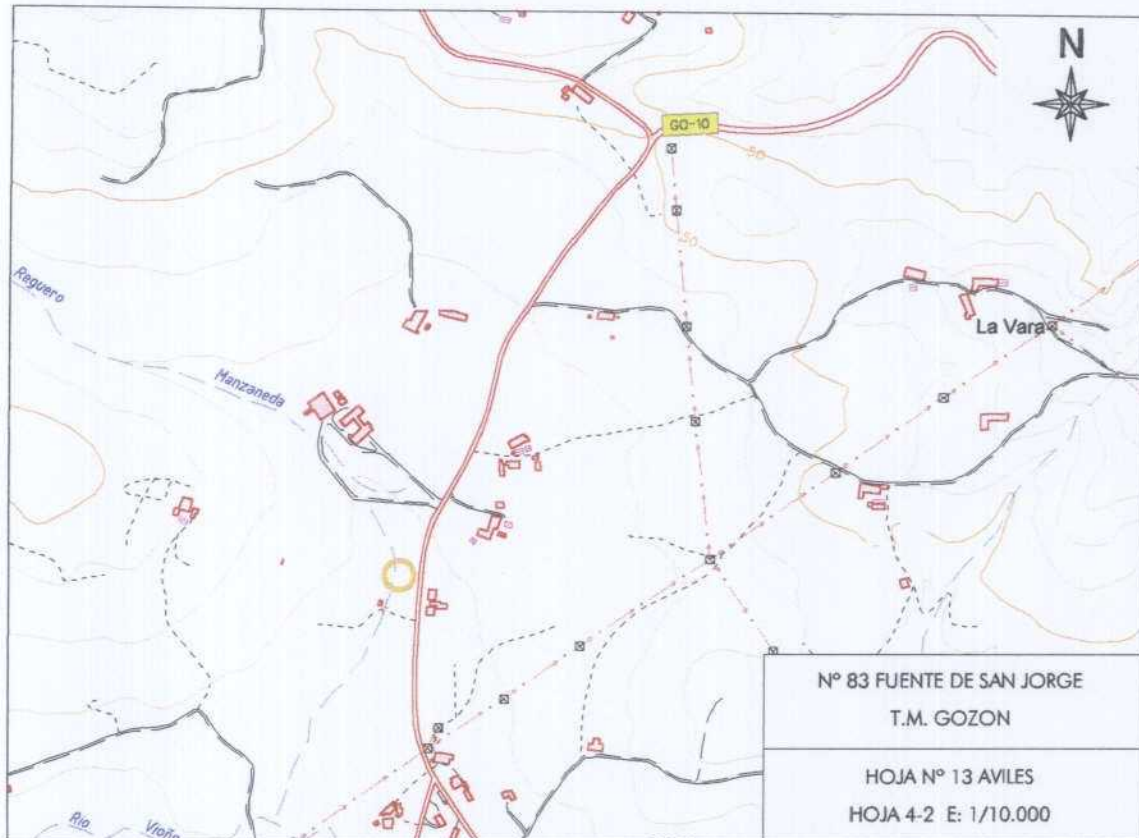 N
GO-10
50
50
Reguero
La Vara
Manzaneda
Nº 83 FUENTE DE SAN JORGE
T.M. GOZON
HOJA Nº 13 AVILES
HOJA 4-2 E: 1/10.000
Rio